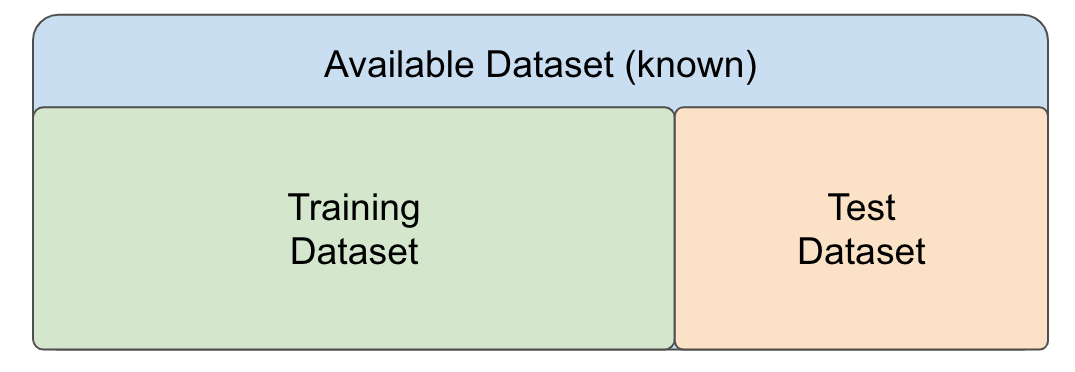 Available Dataset (known)
Training
Dataset
Test
Dataset